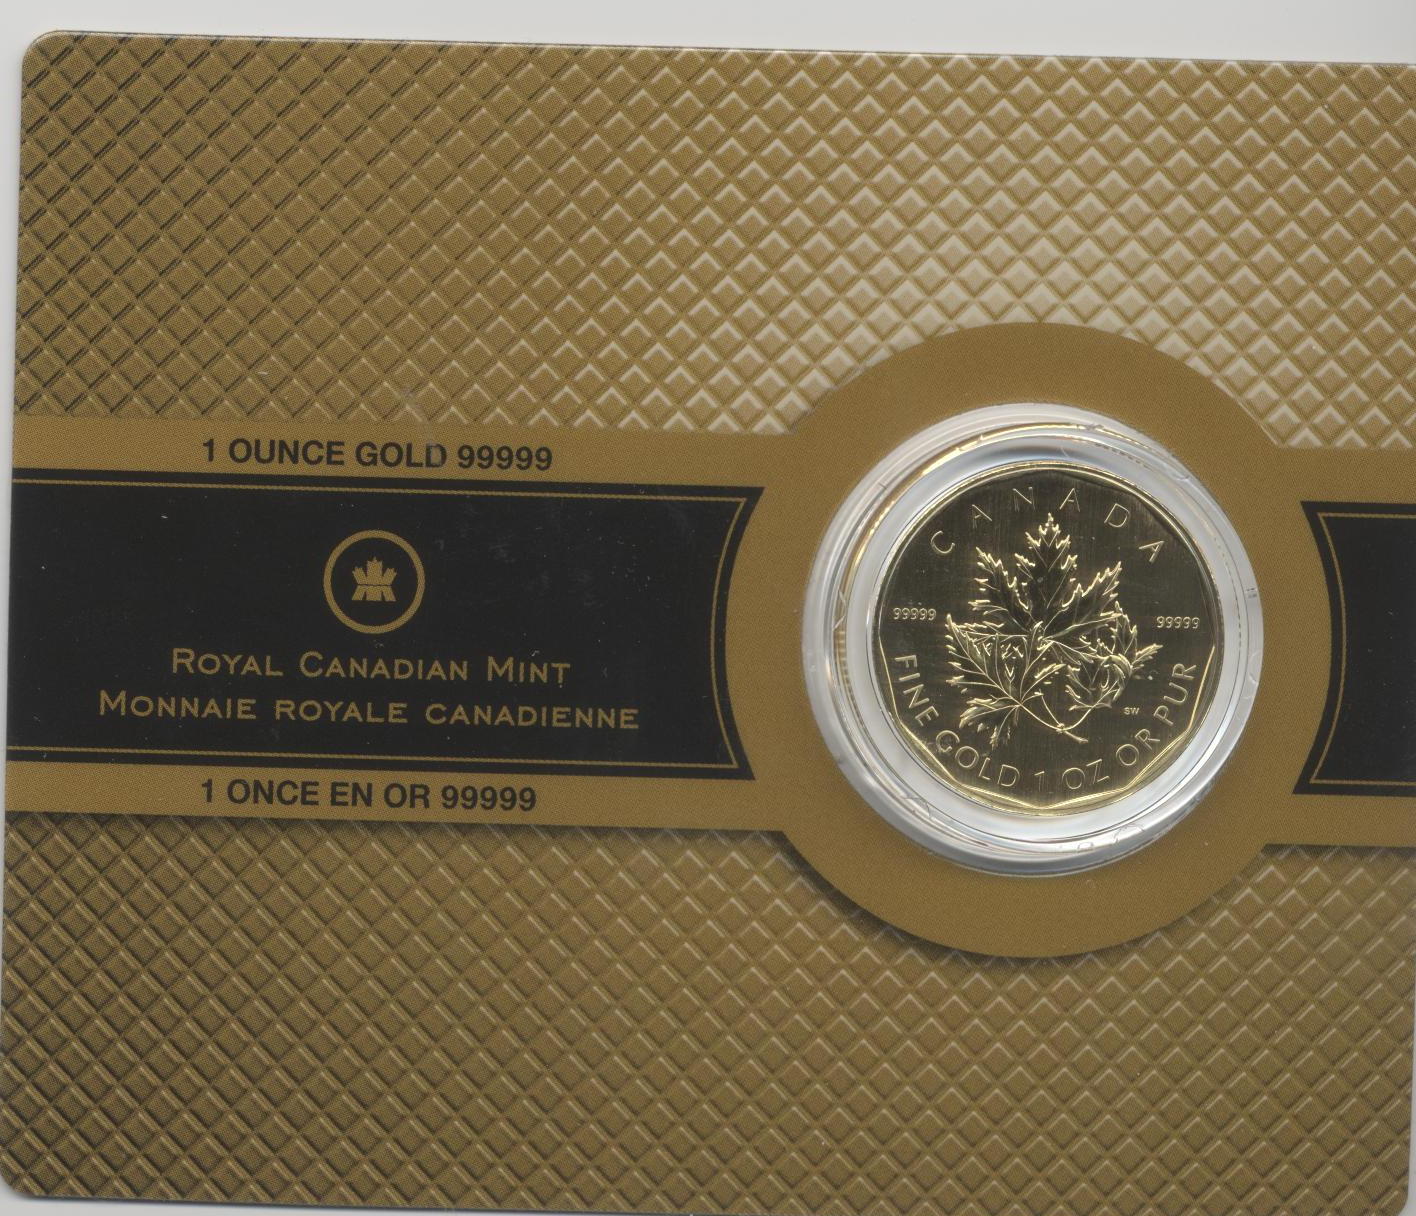 1 OUNCE GOLD 99999
ROYAL CANADIAN MINT
MONNAIE ROYALE CANADIENNE
1 ONCE EN OR 99999
CANADA
99999
99999
SW
FINE GOLD 1 OZ OR PUR